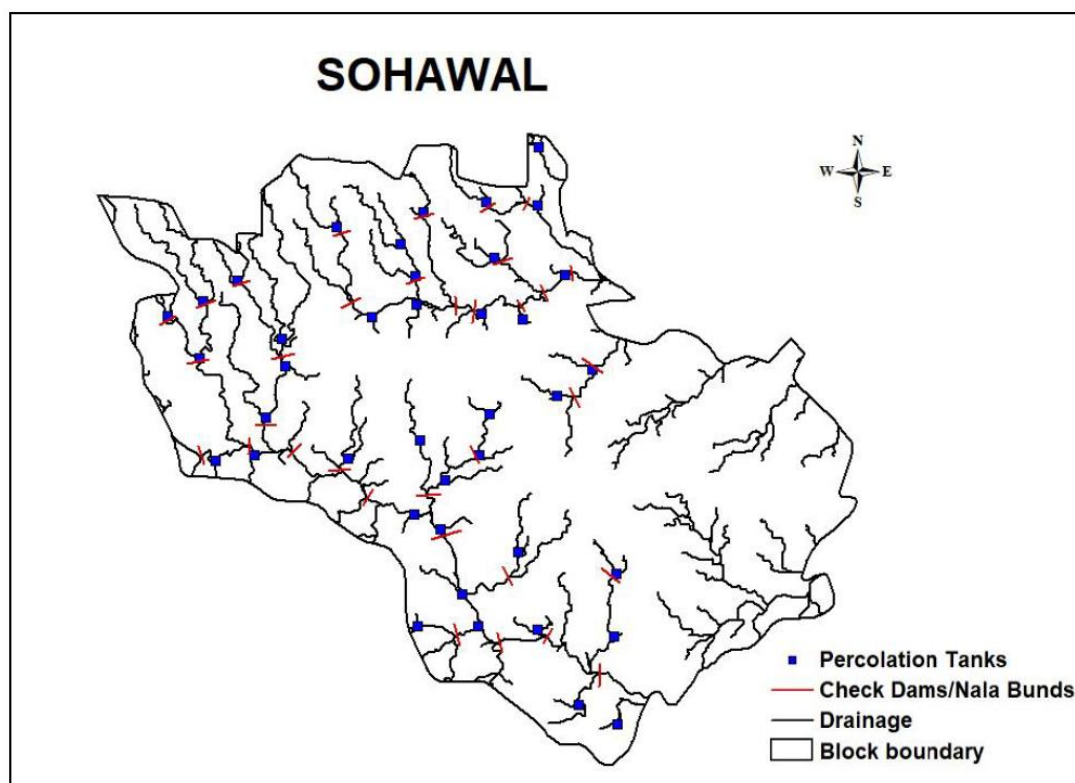 SOHAWAL
N
W E
S
Percolation Tanks
Check Dams/Nala Bunds
Drainage
Block boundary